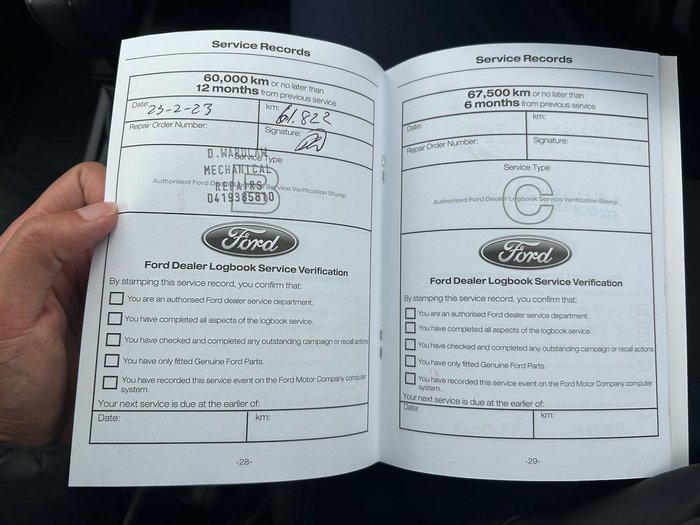 Service Records
60,000 km or no later than
12 months from previous service
Date: 23-2-23
km: 61.822
Repair Order Number:
Signature:
Service Type
B
D. WARDLAW
MECHANICAL
REPAIRS
0419385810
Authorised Ford Dealer Logbook Service Verification Stamp
Ford
Ford Dealer Logbook Service Verification
By stamping this service record, you confirm that:
You are an authorised Ford dealer service department.
You have completed all aspects of the logbook service.
You have checked and completed any outstanding campaign or recall actions.
You have only fitted Genuine Ford Parts.
You have recorded this service event on the Ford Motor Company computer
system.
Your next service is due at the earlier of:
Date:
km:
-28-
Service Records
67,500 km or no later than
6 months from previous service
Date:
km:
Repair Order Number:
Signature:
Service Type
C
Authorised Ford Dealer Logbook Service Verification Stamp
Ford
Ford Dealer Logbook Service Verification
By stamping this service record, you confirm that:
You are an authorised Ford dealer service department.
You have completed all aspects of the logbook service.
You have checked and completed any outstanding campaign or recall actions.
You have only fitted Genuine Ford Parts.
You have recorded this service event on the Ford Motor Company computer
system.
Your next service is due at the earlier of:
Date:
km:
-29-